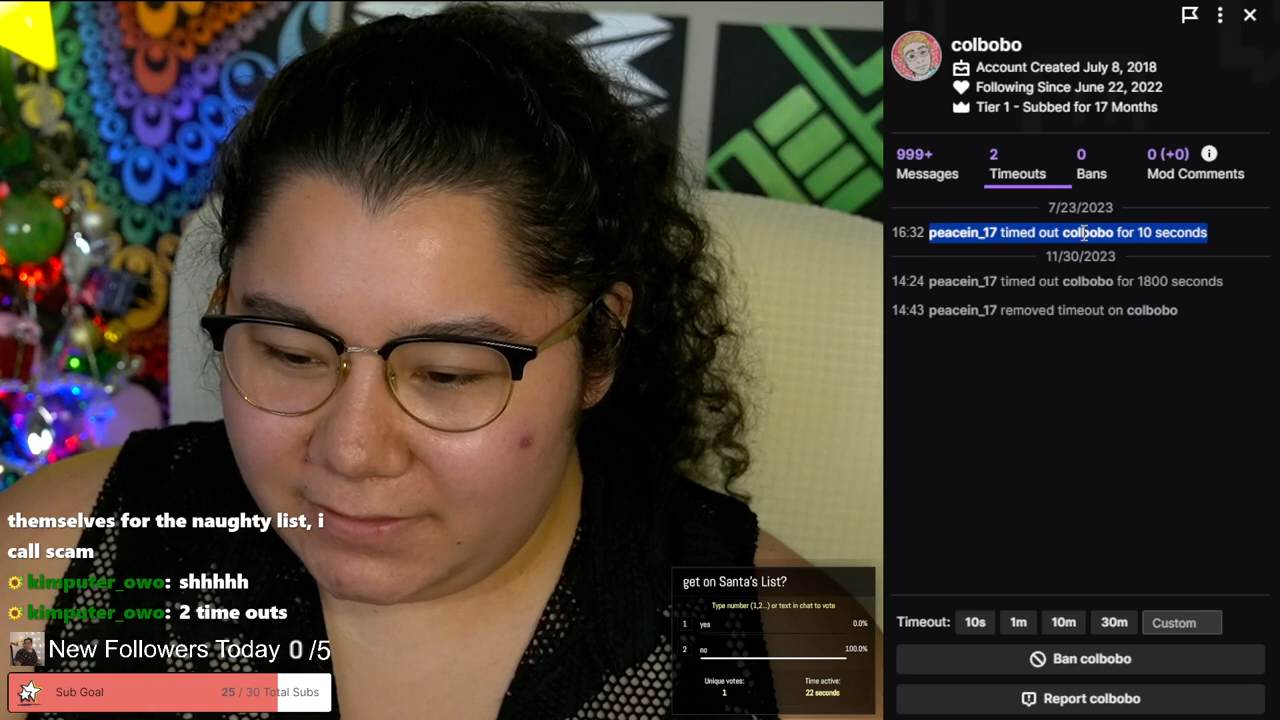 colbobo
Account Created July 8, 2018
Following Since June 22, 2022
Tier 1 - Subbed for 17 Months
999+ 2 0 0 (+0)
Messages Timeouts Bans Mod Comments
7/23/2023
16:32 peacein_17 timed out colbobo for 10 seconds
11/30/2023
14:24 peacein_17 timed out colbobo for 1800 seconds
14:43 peacein_17 removed timeout on colbobo
Timeout: 10s 1m 10m 30m Custom
Ban colbobo
Report colbobo
themselves for the naughty list, i
call scam
kimputer_owo: shhhhh
kimputer_owo: 2 time outs
New Followers Today 0 /5
Sub Goal 25 / 30 Total Subs
get on Santa's List?
Type number (1,2...) or text in chat to vote
1 yes 0.0%
2 no 100.0%
Unique votes: Time active:
1 22 seconds